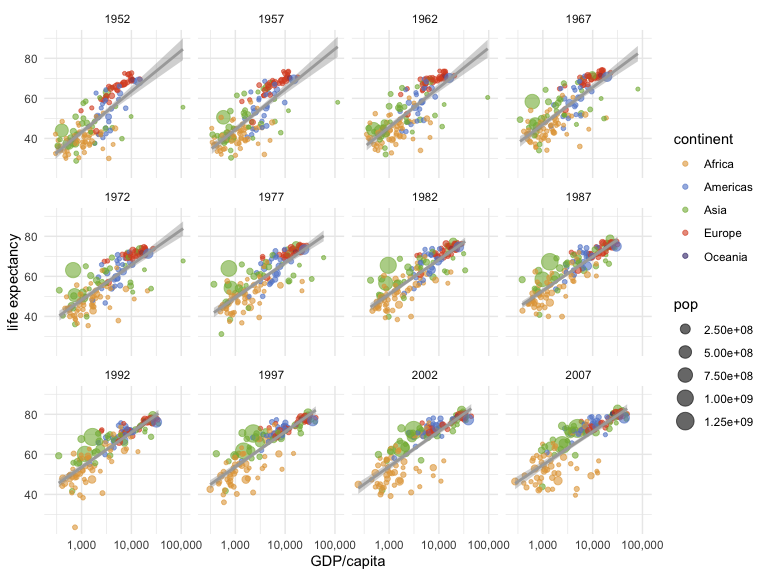 1952 1957 1962 1967
80
60
40
1972 1977 1982 1987
80
60
40
1992 1997 2002 2007
80
60
40
1,000 10,000 100,000 1,000 10,000 100,000 1,000 10,000 100,000 1,000 10,000 100,000
GDP/capita
life expectancy
continent
Africa
Americas
Asia
Europe
Oceania
pop
2.50e+08
5.00e+08
7.50e+08
1.00e+09
1.25e+09